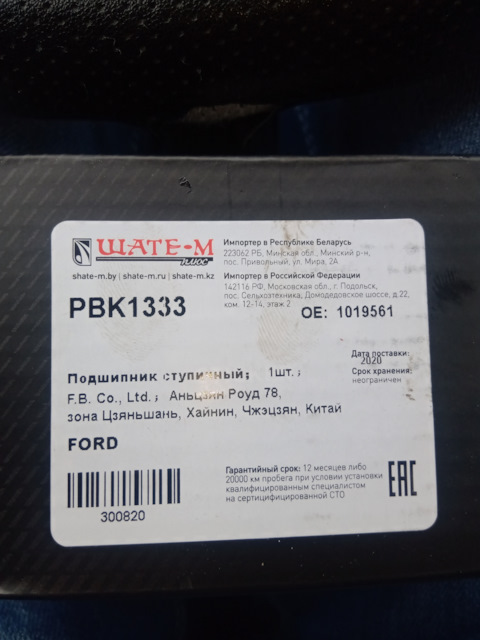 ШАТЕ-М
ПЛЮС
shate-m.by | shate-m.ru | shate-m.kz
Импортер в Республике Беларусь
223062 РБ, Минская обл., Минский р-н,
пос. Привольный, ул. Мира, 2А
Импортер в Российской Федерации
142116 РФ, Московская обл., г. Подольск,
пос. Сельхозтехника, Домодедовское шоссе, д.22,
ком. 12-14, этаж 2
PBK1333
OE: 1019561
Дата поставки:
2020
Срок хранения:
неограничен
Подшипник ступичный; 1шт.;
F.B. Co., Ltd.; Аньцзян Роуд 78,
зона Цзяньшань, Хайнин, Чжэцзян, Китай
FORD
300820
Гарантийный срок: 12 месяцев либо
20000 км пробега при условии установки
квалифицированным специалистом
на сертифицированной СТО
EAC